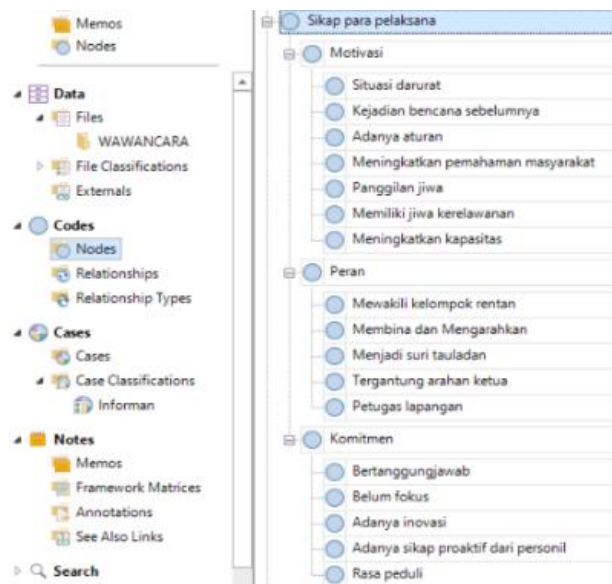 Memos
Nodes
Data
Files
WAWANCARA
File Classifications
Externals
Codes
Nodes
Relationships
Relationship Types
Cases
Cases
Case Classifications
Informan
Notes
Memos
Framework Matrices
Annotations
See Also Links
Search
Sikap para pelaksana
Motivasi
Situasi darurat
Kejadian bencana sebelumnya
Adanya aturan
Meningkatkan pemahaman masyarakat
Panggilan jiwa
Memiliki jiwa kerelawanan
Meningkatkan kapasitas
Peran
Mewakili kelompok rentan
Membina dan Mengarahkan
Menjadi suri tauladan
Tergantung arahan ketua
Petugas lapangan
Komitmen
Bertanggungjawab
Belum fokus
Adanya inovasi
Adanya sikap proaktif dari personil
Rasa peduli